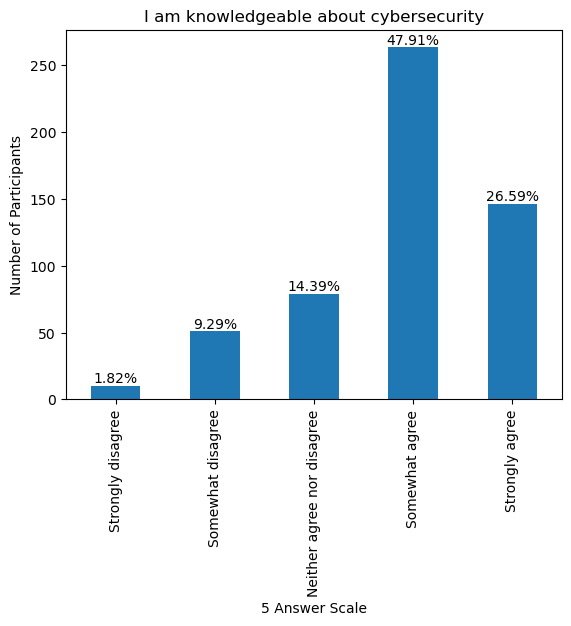 I am knowledgeable about cybersecurity
Number of Participants
250
200
150
100
50
0
1.82%
9.29%
14.39%
47.91%
26.59%
Strongly disagree
Somewhat disagree
Neither agree nor disagree
Somewhat agree
Strongly agree
5 Answer Scale